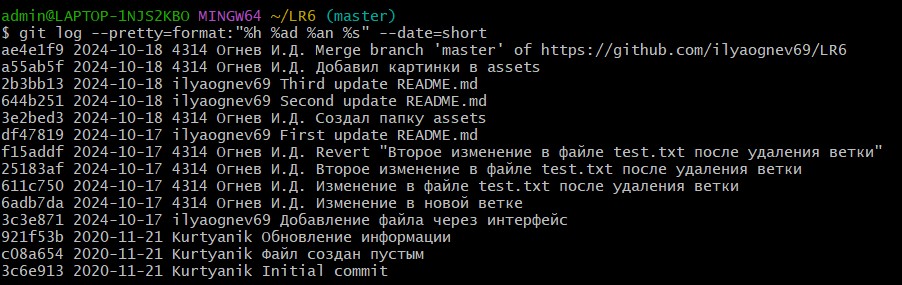 admin@LAPTOP-1NJS2KBO MINGW64 ~/LR6 (master)
$ git log --pretty=format:"%h %ad %an %s" --date=short
ae4e1f9 2024-10-18 4314 Огнев И.Д. Merge branch 'master' of https://github.com/ilyaognev69/LR6
a55ab5f 2024-10-18 4314 Огнев И.Д. Добавил картинки в assets
2b3bb13 2024-10-18 ilyaognev69 Third update README.md
644b251 2024-10-18 ilyaognev69 Second update README.md
3e2bed3 2024-10-18 4314 Огнев И.Д. Создал папку assets
df47819 2024-10-17 ilyaognev69 First update README.md
f15addf 2024-10-17 4314 Огнев И.Д. Revert "Второе изменение в файле test.txt после удаления ветки"
25183af 2024-10-17 4314 Огнев И.Д. Второе изменение в файле test.txt после удаления ветки
611c750 2024-10-17 4314 Огнев И.Д. Изменение в файле test.txt после удаления ветки
6adb7da 2024-10-17 4314 Огнев И.Д. Изменение в новой ветке
3c3e871 2024-10-17 ilyaognev69 Добавление файла через интерфейс
921f53b 2020-11-21 Kurtyanik Обновление информации
c08a654 2020-11-21 Kurtyanik Файл создан пустым
3c6e913 2020-11-21 Kurtyanik Initial commit